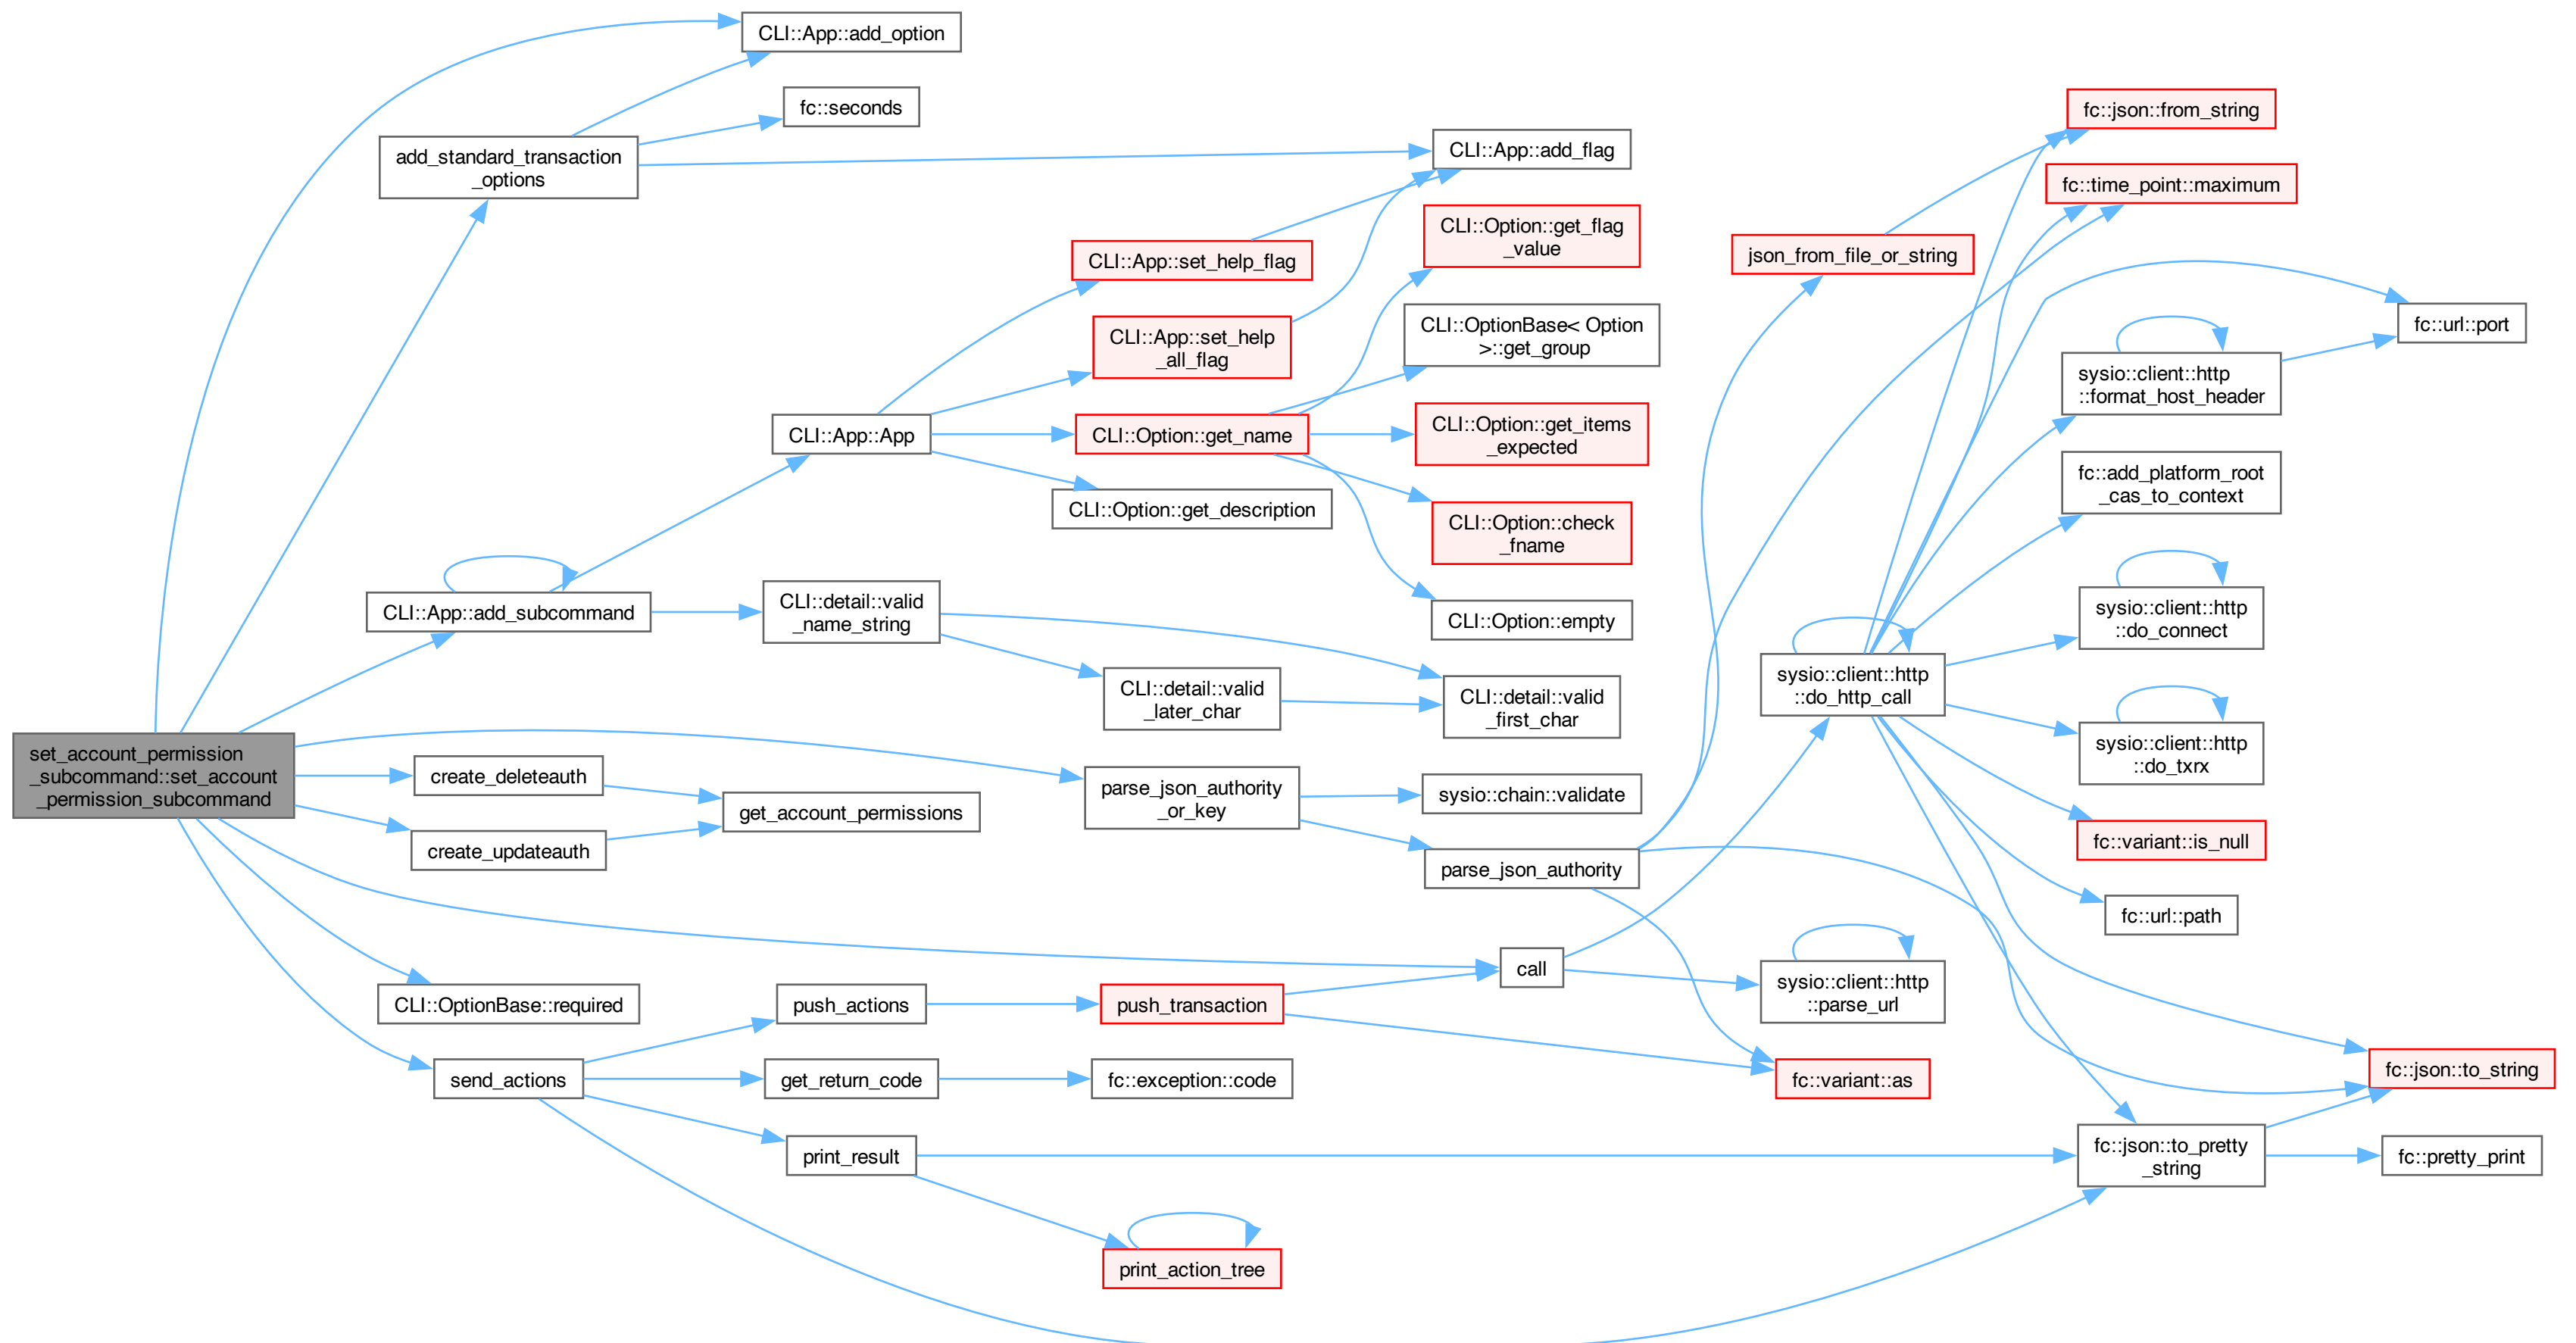 set_account_permission
_subcommand::set_account
_permission_subcommand
CLI::App::add_option
fc::seconds
add_standard_transaction
_options
CLI::App::add_flag
CLI::App::set_help_flag
CLI::App::set_help
_all_flag
CLI::App::App
CLI::Option::get_name
CLI::Option::get_description
CLI::Option::get_flag
_value
CLI::OptionBase< Option
>::get_group
CLI::Option::get_items
_expected
CLI::Option::check
_fname
CLI::Option::empty
CLI::App::add_subcommand
CLI::detail::valid
_name_string
CLI::detail::valid
_later_char
CLI::detail::valid
_first_char
create_deleteauth
create_updateauth
get_account_permissions
parse_json_authority
_or_key
sysio::chain::validate
parse_json_authority
CLI::OptionBase::required
send_actions
push_actions
get_return_code
print_result
push_transaction
fc::exception::code
print_action_tree
call
json_from_file_or_string
sysio::client::http
::do_http_call
sysio::client::http
::parse_url
fc::variant::as
fc::json::from_string
fc::time_point::maximum
fc::url::port
sysio::client::http
::format_host_header
fc::add_platform_root
_cas_to_context
sysio::client::http
::do_connect
sysio::client::http
::do_txrx
fc::variant::is_null
fc::url::path
fc::json::to_string
fc::json::to_pretty
_string
fc::pretty_print